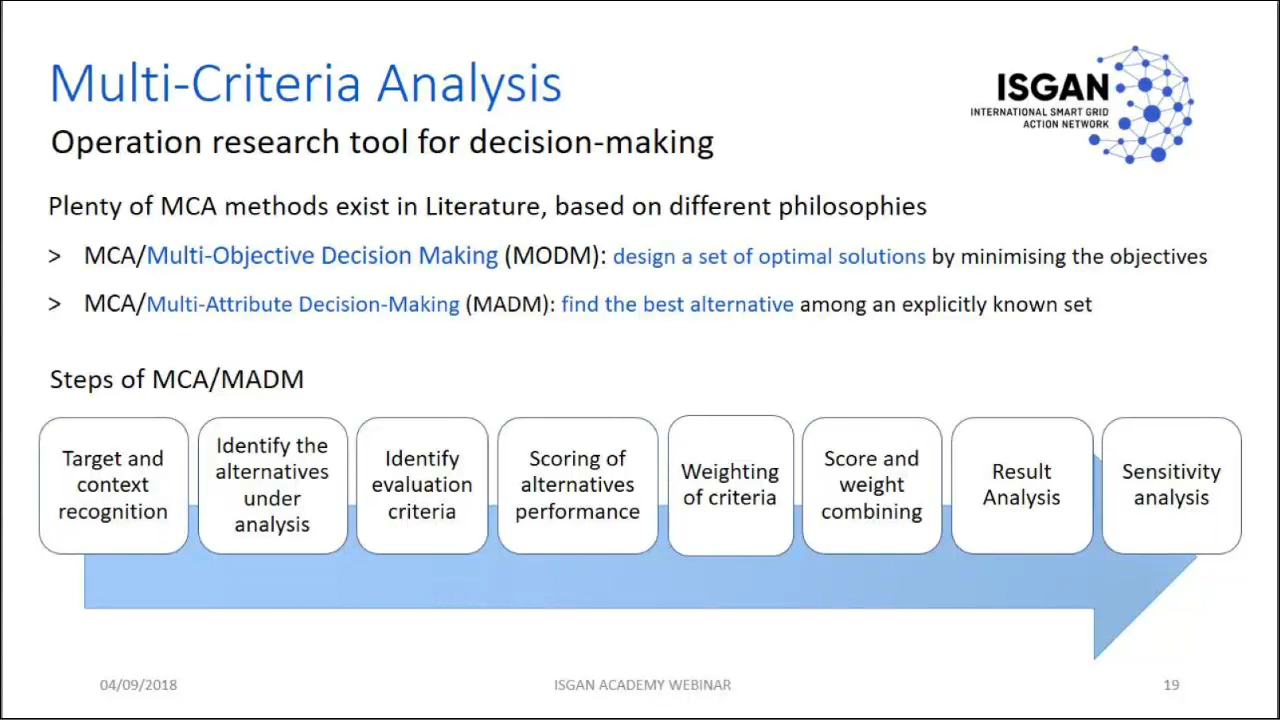 Multi-Criteria Analysis
Operation research tool for decision-making
ISGAN
INTERNATIONAL SMART GRID
ACTION NETWORK
Plenty of MCA methods exist in Literature, based on different philosophies
> MCA/Multi-Objective Decision Making (MODM): design a set of optimal solutions by minimising the objectives
> MCA/Multi-Attribute Decision-Making (MADM): find the best alternative among an explicitly known set
Steps of MCA/MADM
Target and
context
recognition
Identify the
alternatives
under
analysis
Identify
evaluation
criteria
Scoring of
alternatives
performance
Weighting
of criteria
Score and
weight
combining
Result
Analysis
Sensitivity
analysis
04/09/2018
ISGAN ACADEMY WEBINAR
19